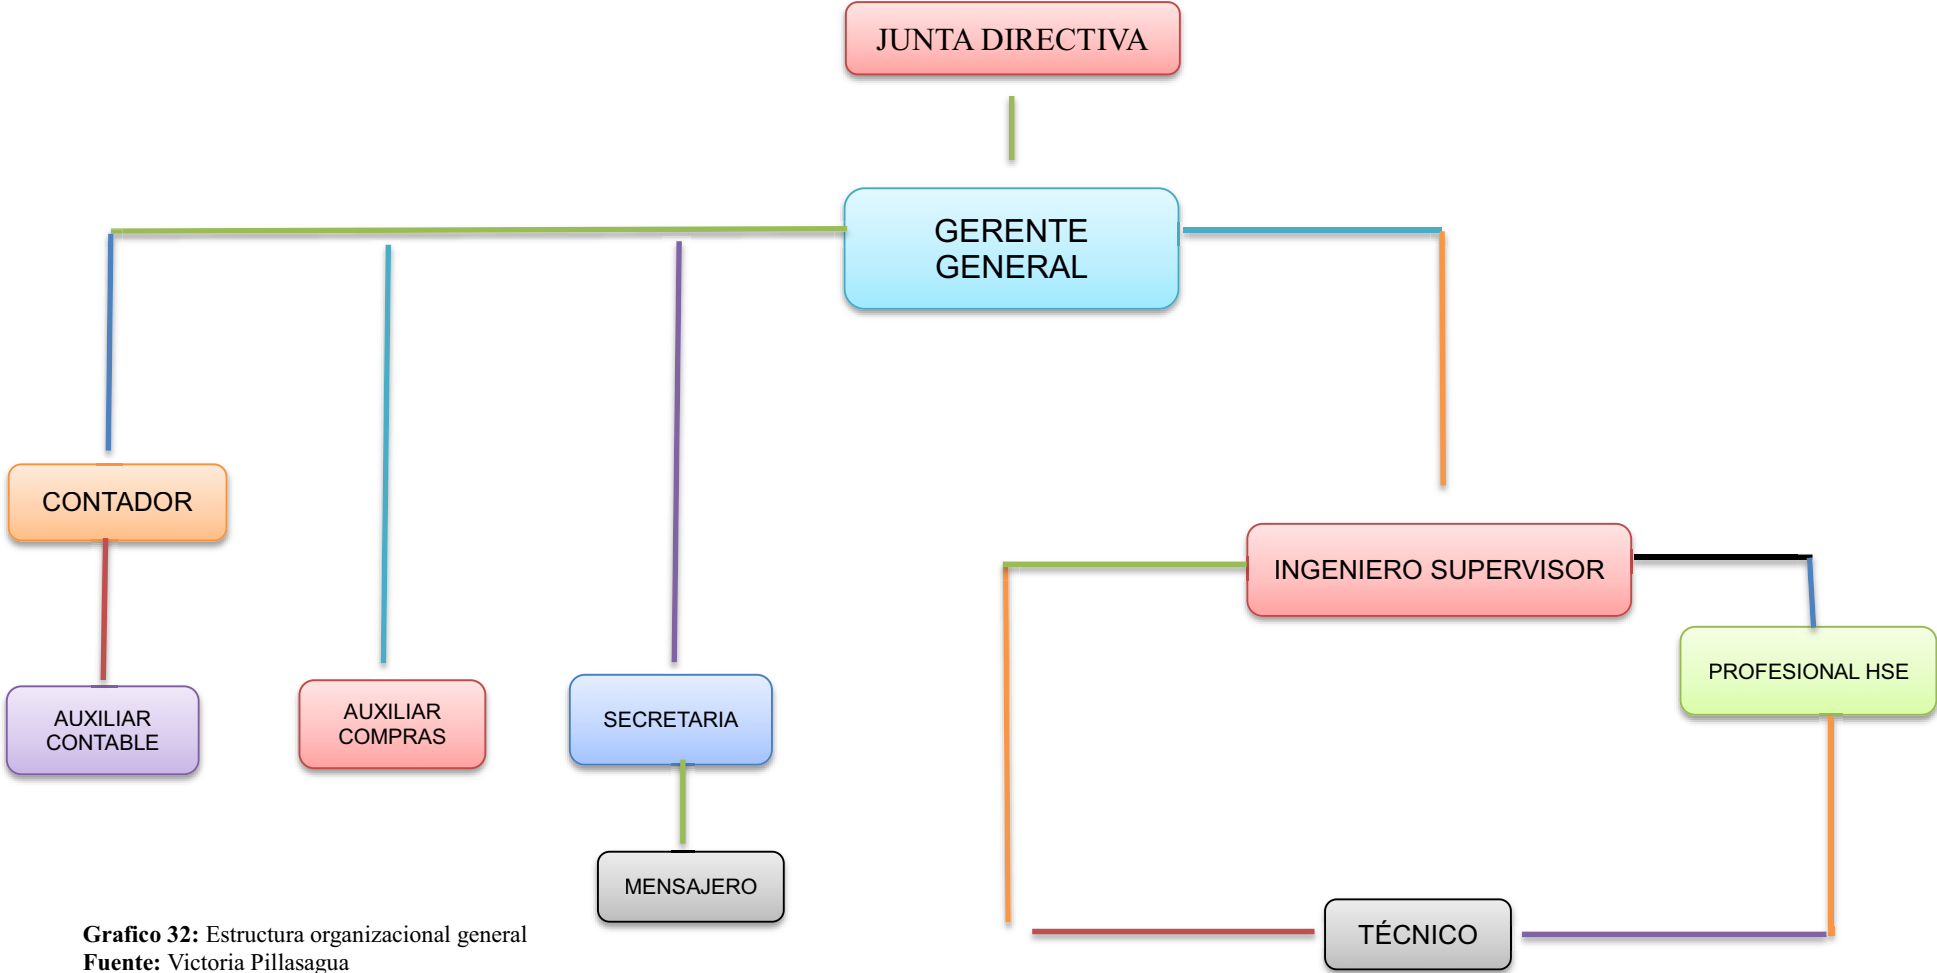 JUNTA DIRECTIVA
GERENTE
GENERAL
CONTADOR
INGENIERO SUPERVISOR
PROFESIONAL HSE
AUXILIAR
CONTABLE
AUXILIAR
COMPRAS
SECRETARIA
MENSAJERO
TÉCNICO
Grafico 32: Estructura organizacional general
Fuente: Victoria Pillasagua